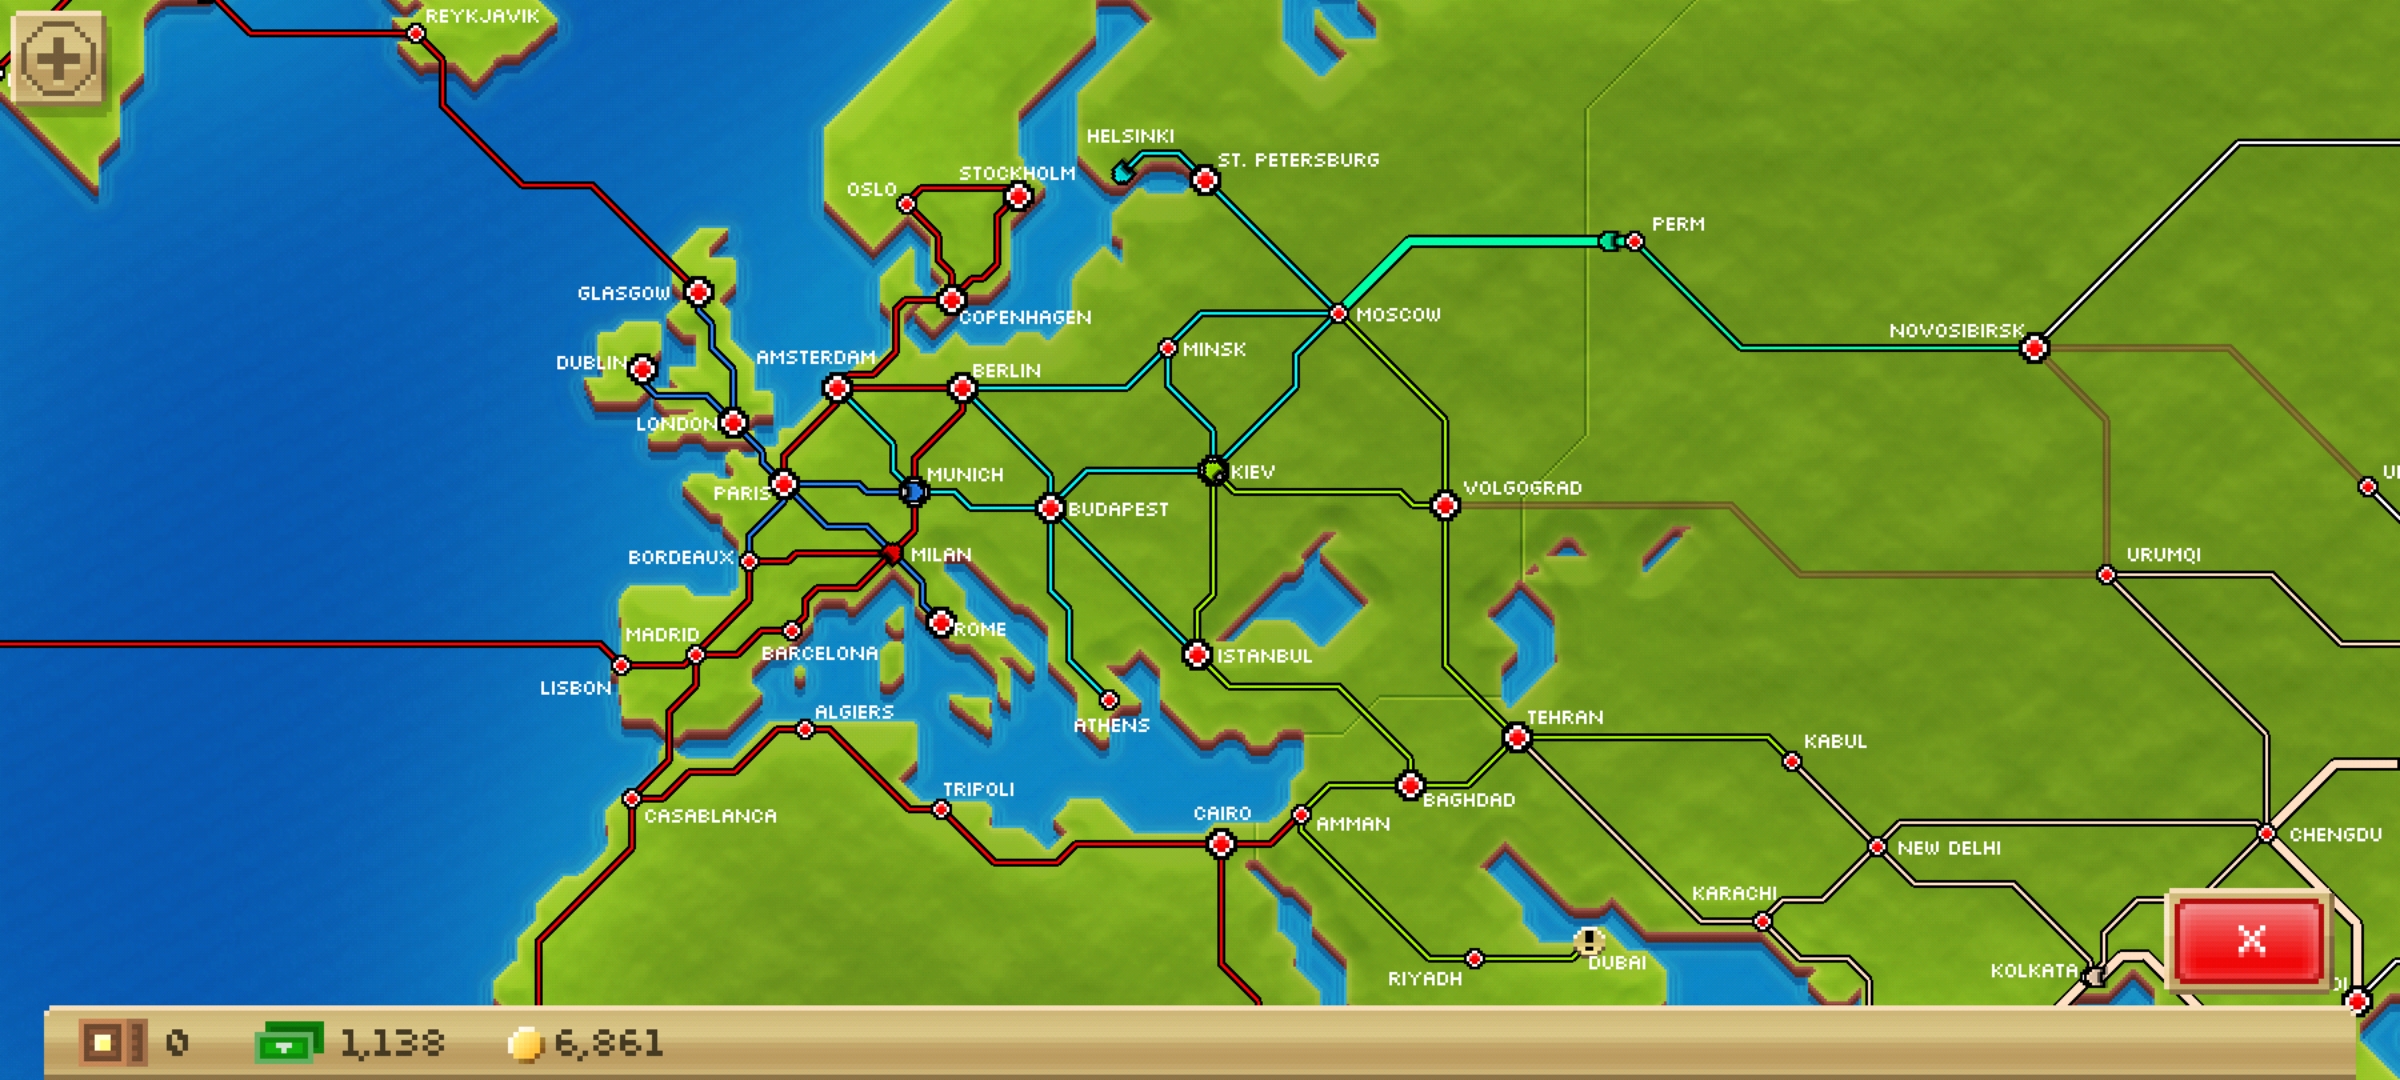 REYKJAVIK
HELSINKI
ST. PETERSBURG
STOCKHOLM
OSLO
PERM
GLASGOW
COPENHAGEN
MOSCOW
NOVOSIBIRSK
MINSK
DUBLIN
AMSTERDAM
BERLIN
LONDON
MUNICH
KIEV
PARIS
VOLGOGRAD
BUDAPEST
BORDEAUX
MILAN
URUMQI
MADRID
ROME
BARCELONA
ISTANBUL
LISBON
ALGIERS
ATHENS
TEHRAN
KABUL
TRIPOLI
BAGHDAD
CASABLANCA
CAIRO
AMMAN
CHENGDU
NEW DELHI
KARACHI
DUBAI
RIYADH
KOLKATA
X
0
1,138
6,861